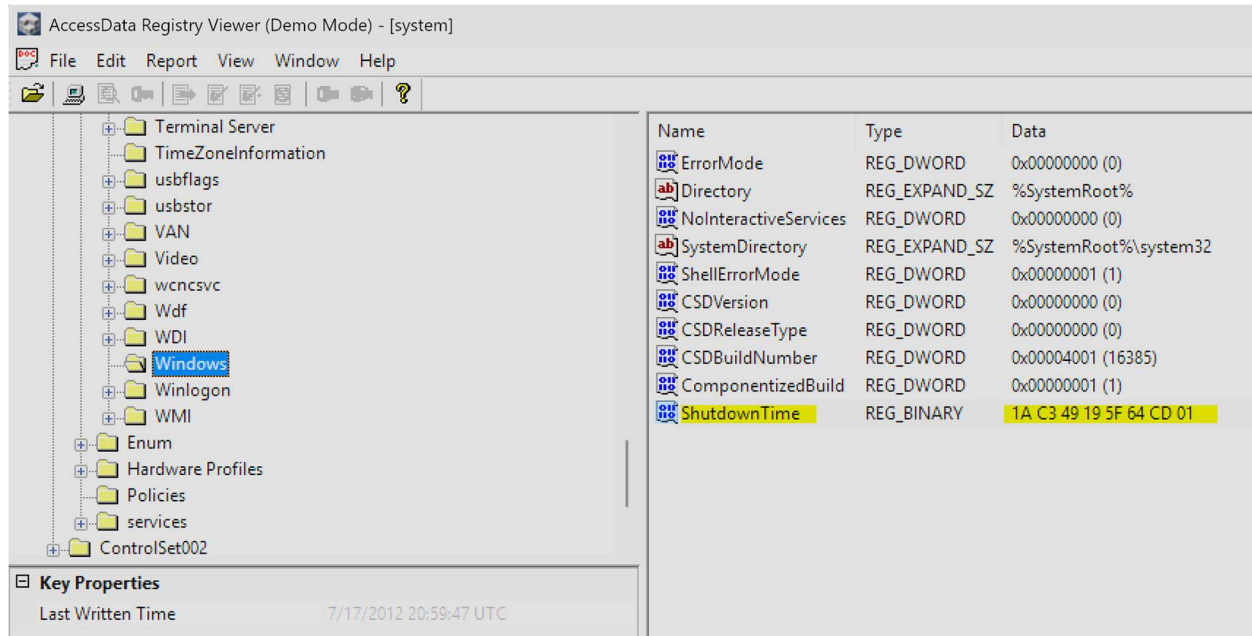 AccessData Registry Viewer (Demo Mode) - [system]
File Edit Report View Window Help
Terminal Server
TimeZoneInformation
usbflags
usbstor
VAN
Video
wcncsvc
Wdf
WDI
Windows
Winlogon
WMI
Enum
Hardware Profiles
Policies
services
ControlSet002
Key Properties
Last Written Time 7/17/2012 20:59:47 UTC
Name Type Data
ErrorMode REG_DWORD 0x00000000 (0)
Directory REG_EXPAND_SZ %SystemRoot%
NoInteractiveServices REG_DWORD 0x00000000 (0)
SystemDirectory REG_EXPAND_SZ %SystemRoot%\system32
ShellErrorMode REG_DWORD 0x00000001 (1)
CSDVersion REG_DWORD 0x00000000 (0)
CSDReleaseType REG_DWORD 0x00000000 (0)
CSDBuildNumber REG_DWORD 0x00004001 (16385)
ComponentizedBuild REG_DWORD 0x00000001 (1)
ShutdownTime REG_BINARY 1A C3 49 19 5F 64 CD 01